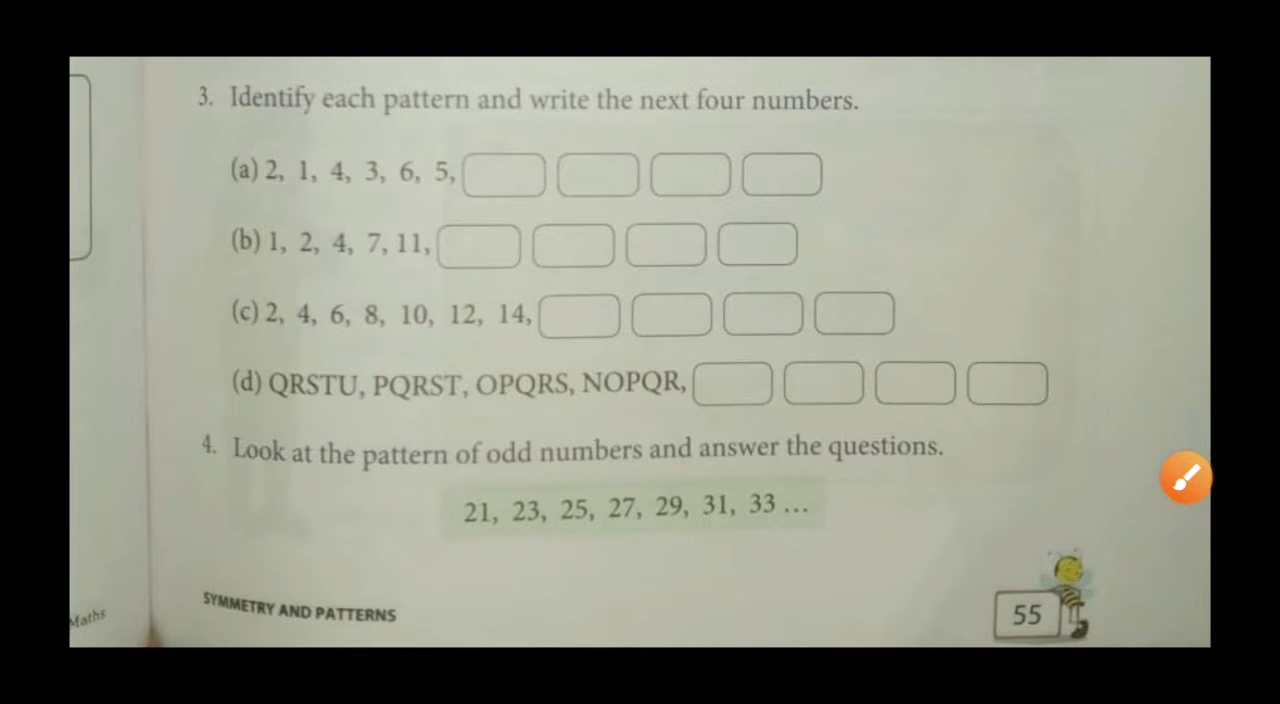 3. Identify each pattern and write the next four numbers.
(a) 2, 1, 4, 3, 6, 5,
(b) 1, 2, 4, 7, 11,
(c) 2, 4, 6, 8, 10, 12, 14,
(d) QRSTU, PQRST, OPQRS, NOPQR,
4. Look at the pattern of odd numbers and answer the questions.
21, 23, 25, 27, 29, 31, 33 ...
SYMMETRY AND PATTERNS
55
Maths